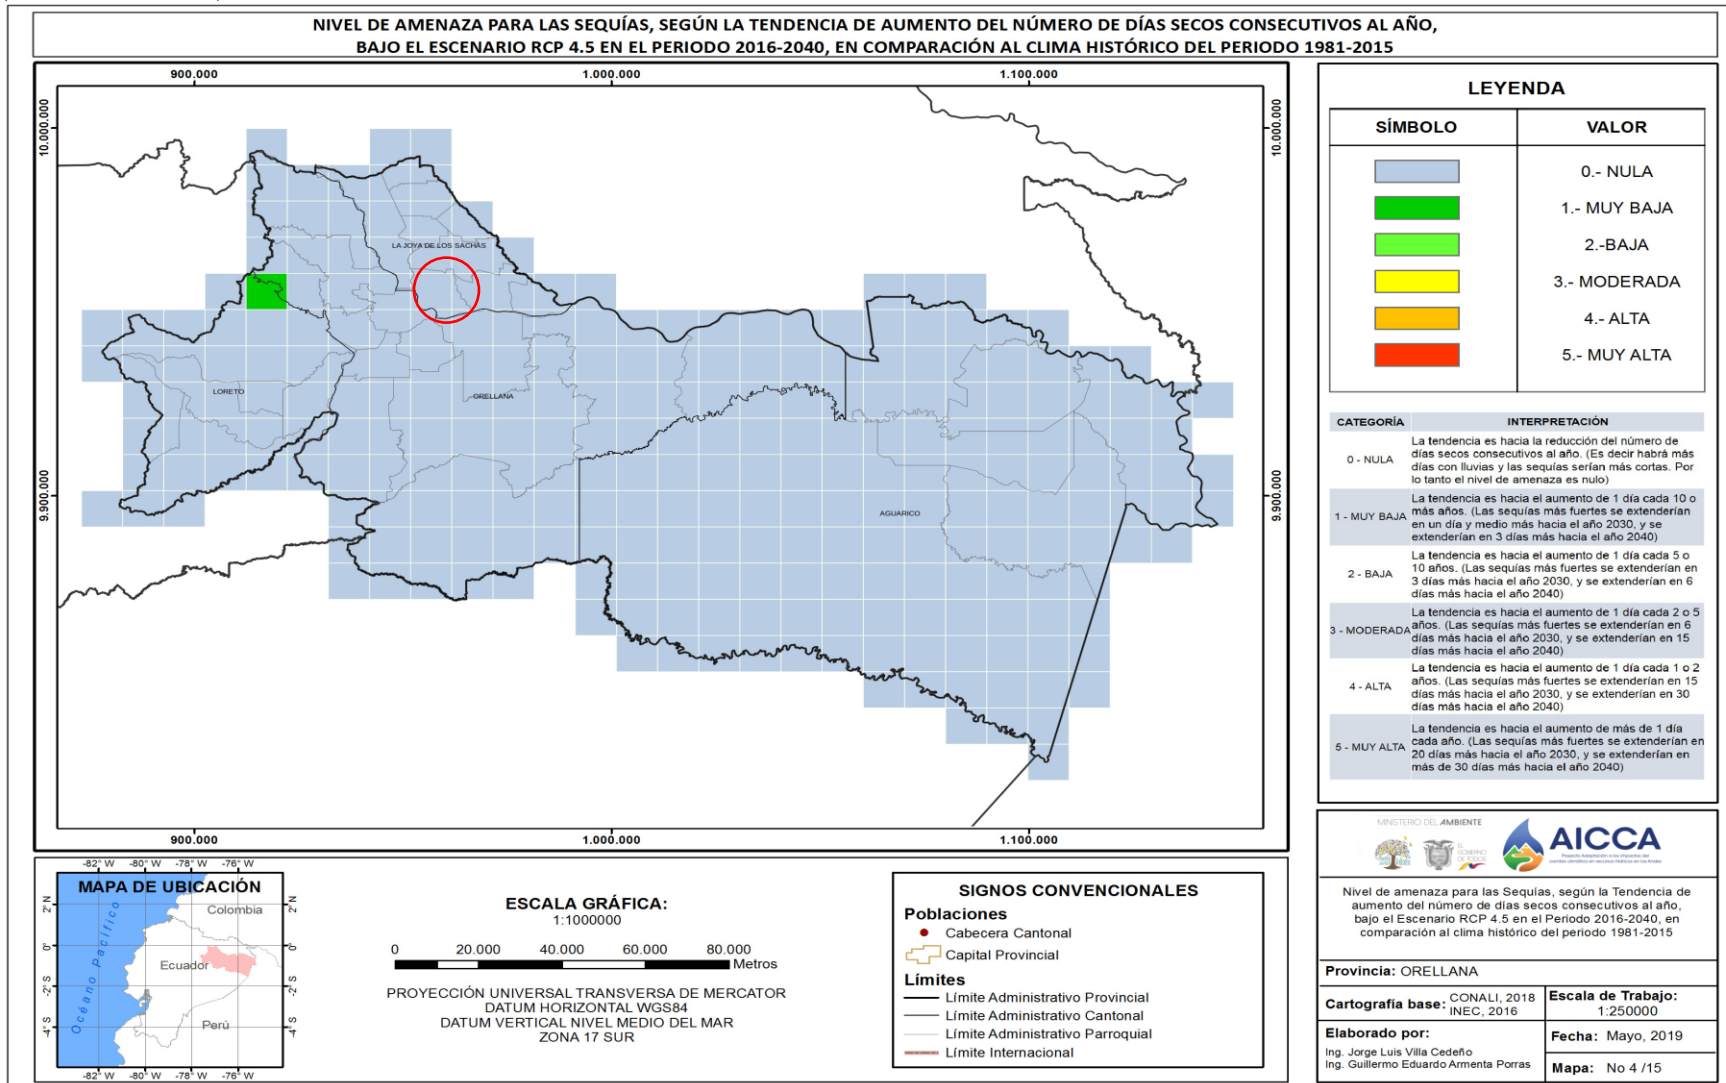 NIVEL DE AMENAZA PARA LAS SEQUÍAS, SEGÚN LA TENDENCIA DE AUMENTO DEL NÚMERO DE DÍAS SECOS CONSECUTIVOS AL AÑO,
BAJO EL ESCENARIO RCP 4.5 EN EL PERIODO 2016-2040, EN COMPARACIÓN AL CLIMA HISTÓRICO DEL PERIODO 1981-2015
900.000
1.000.000
1.100.000
10.000.000
10.000.000
LA JOYA DE LOS SACHAS
LORETO
ORELLANA
AGUARICO
9.900.000
9.900.000
900.000
1.000.000
1.100.000
LEYENDA
SÍMBOLO
VALOR
0.- NULA
1.- MUY BAJA
2.-BAJA
3.- MODERADA
4.- ALTA
5.- MUY ALTA
CATEGORÍA
INTERPRETACIÓN
0 - NULA
La tendencia es hacia la reducción del número de
días secos consecutivos al año. (Es decir habrá más
días con lluvias y las sequías serían más cortas. Por
lo tanto el nivel de amenaza es nulo)
1 - MUY BAJA
La tendencia es hacia el aumento de 1 día cada 10 o
más años. (Las sequías más fuertes se extenderían
en un día y medio más hacia el año 2030, y se
extenderían en 3 días más hacia el año 2040)
2 - BAJA
La tendencia es hacia el aumento de 1 día cada 5 o
10 años. (Las sequías más fuertes se extenderían en
3 días más hacia el año 2030, y se extenderían en 6
días más hacia el año 2040)
3 - MODERADA
La tendencia es hacia el aumento de 1 día cada 2 o 5
años. (Las sequías más fuertes se extenderían en 6
días más hacia el año 2030, y se extenderían en 15
días más hacia el año 2040)
4 - ALTA
La tendencia es hacia el aumento de 1 día cada 1 o 2
años. (Las sequías más fuertes se extenderían en 15
días más hacia el año 2030, y se extenderían en 30
días más hacia el año 2040)
5 - MUY ALTA
La tendencia es hacia el aumento de más de 1 día
cada año. (Las sequías más fuertes se extenderían en
20 días más hacia el año 2030, y se extenderían en
más de 30 días más hacia el año 2040)
-82° W -80° W -78° W -76° W
MAPA DE UBICACIÓN
2°N
0°
-2° S
-4° S
2°N
0°
-2° S
-4° S
Océano Pacífico
Colombia
Ecuador
Perú
-82° W -80° W -78° W -76° W
ESCALA GRÁFICA:
1:1000000
0 20.000 40.000 60.000 80.000
Metros
PROYECCIÓN UNIVERSAL TRANSVERSA DE MERCATOR
DATUM HORIZONTAL WGS84
DATUM VERTICAL NIVEL MEDIO DEL MAR
ZONA 17 SUR
SIGNOS CONVENCIONALES
Poblaciones
Cabecera Cantonal
Capital Provincial
Límites
Límite Administrativo Provincial
Límite Administrativo Cantonal
Límite Administrativo Parroquial
Límite Internacional
MINISTERIO DEL AMBIENTE
EL GOBIERNO DE TODOS
AICCA
Nivel de amenaza para las Sequías, según la Tendencia de
aumento del número de días secos consecutivos al año,
bajo el Escenario RCP 4.5 en el Periodo 2016-2040, en
comparación al clima histórico del periodo 1981-2015
Provincia: ORELLANA
Cartografía base: CONALI, 2018
INEC, 2016
Escala de Trabajo:
1:250000
Elaborado por:
Ing. Jorge Luis Villa Cedeño
Ing. Guillermo Eduardo Armenta Porras
Fecha: Mayo, 2019
Mapa: No 4 /15